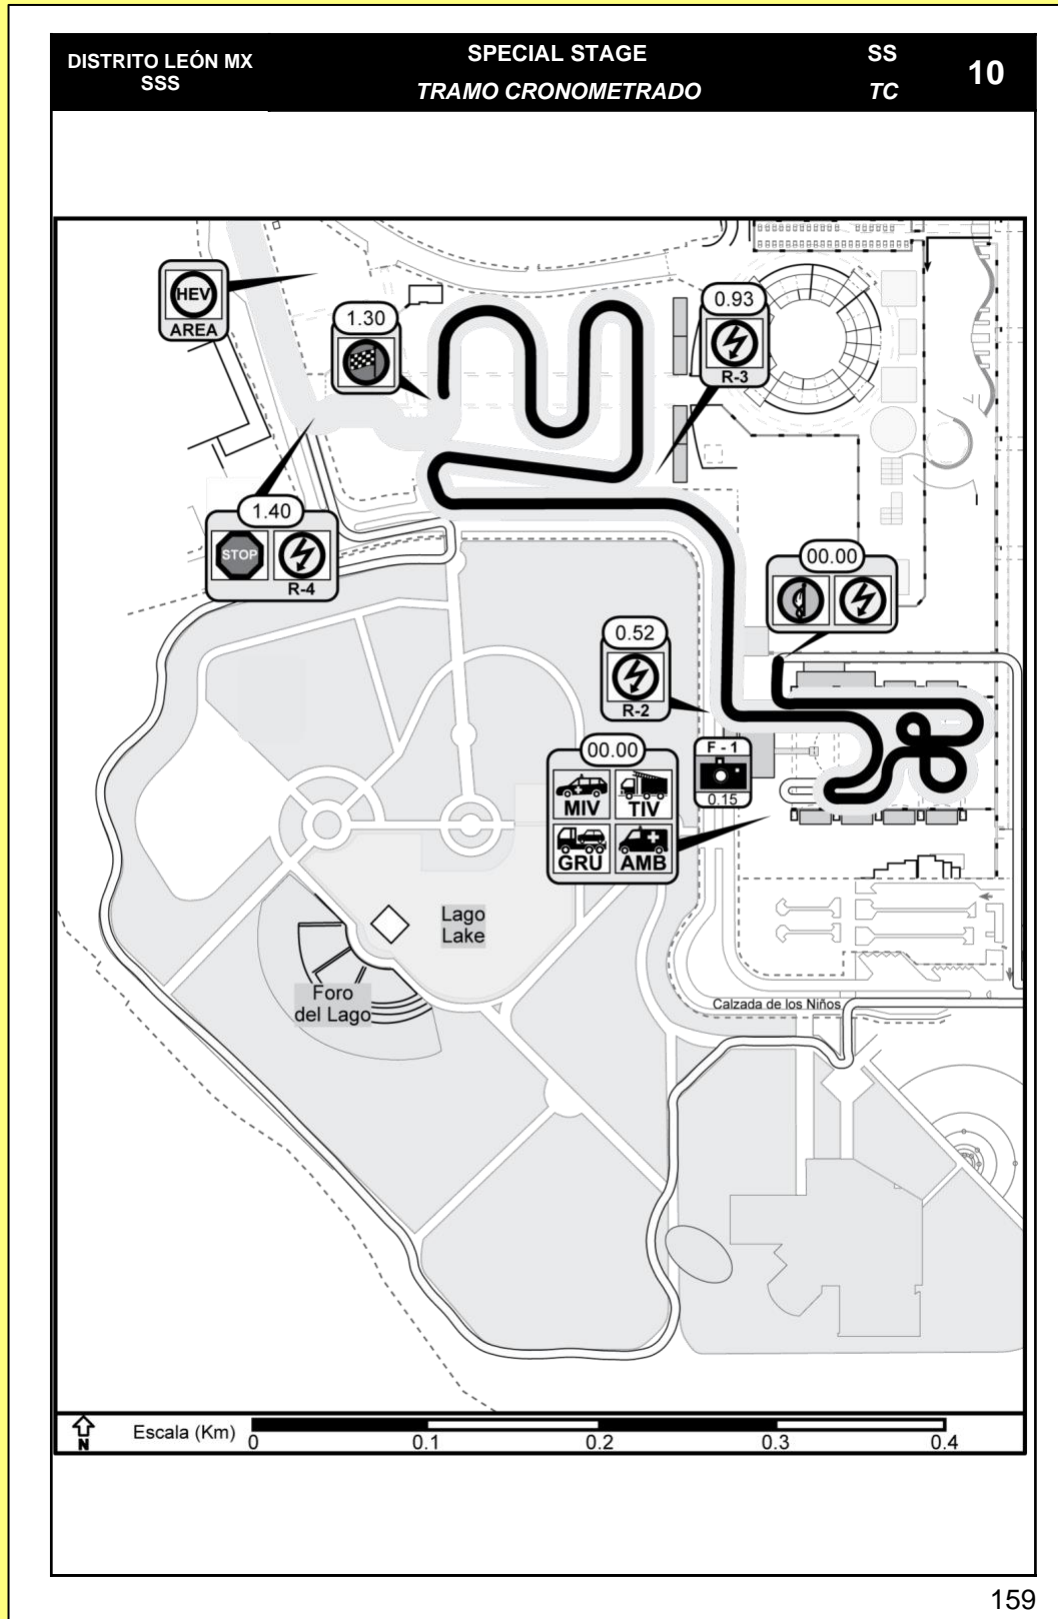 DISTRITO LEÓN MX
SSS
SPECIAL STAGE
TRAMO CRONOMETRADO
SS
TC
10
HEV
AREA
1.30
0.93
R-3
1.40
STOP
R-4
00.00
0.52
R-2
00.00
MIV
TIV
GRU
AMB
F - 1
0.15
Lago
Lake
Foro
del Lago
Calzada de los Niños
N
Escala (Km)
0
0.1
0.2
0.3
0.4
159